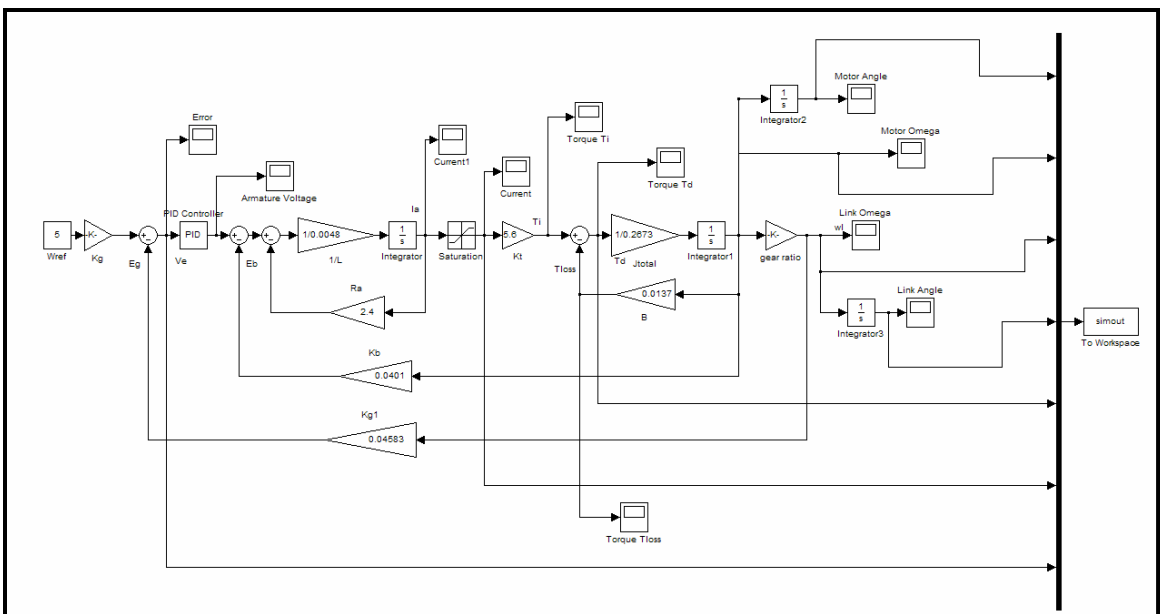 Motor Angle
1
s
Integrator2
Motor Omega
Error
Torque Ti
Current1
Torque Td
Current
Armature Voltage
PID Controller
Ia
Ti
Link Omega
wl
5
Wref
-K-
Kg
Eg
PID
Ve
Eb
1/0.0048
1/L
1
s
Integrator
Saturation
5.6
Kt
Tloss
1/0.2673
Td
Jtotal
1
s
Integrator1
-K-
gear ratio
Ra
2.4
0.0137
B
Link Angle
1
s
Integrator3
simout
To Workspace
Kb
0.0401
Kg1
0.04583
Torque Tloss